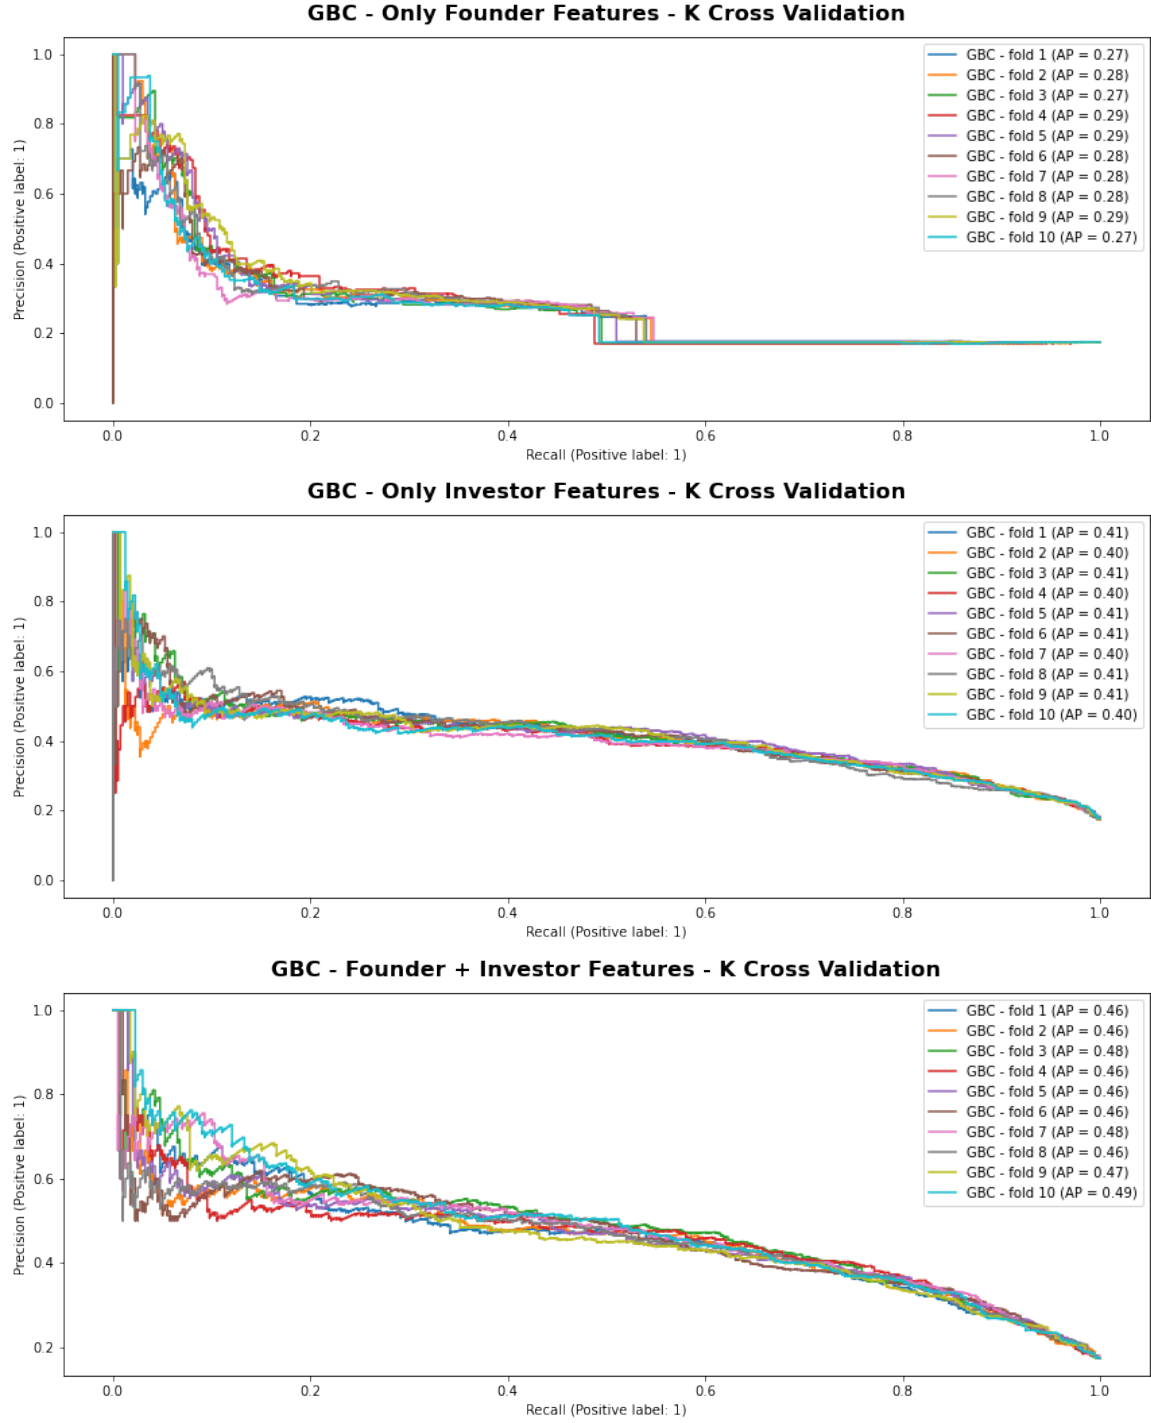 GBC - Only Founder Features - K Cross Validation
1.0
0.8
0.6
0.4
0.2
0.0
Precision (Positive label: 1)
GBC - fold 1 (AP = 0.27)
GBC - fold 2 (AP = 0.28)
GBC - fold 3 (AP = 0.27)
GBC - fold 4 (AP = 0.29)
GBC - fold 5 (AP = 0.29)
GBC - fold 6 (AP = 0.28)
GBC - fold 7 (AP = 0.28)
GBC - fold 8 (AP = 0.28)
GBC - fold 9 (AP = 0.29)
GBC - fold 10 (AP = 0.27)
0.0 0.2 0.4 0.6 0.8 1.0
Recall (Positive label: 1)
GBC - Only Investor Features - K Cross Validation
1.0
0.8
0.6
0.4
0.2
0.0
Precision (Positive label: 1)
GBC - fold 1 (AP = 0.41)
GBC - fold 2 (AP = 0.40)
GBC - fold 3 (AP = 0.41)
GBC - fold 4 (AP = 0.40)
GBC - fold 5 (AP = 0.41)
GBC - fold 6 (AP = 0.41)
GBC - fold 7 (AP = 0.40)
GBC - fold 8 (AP = 0.41)
GBC - fold 9 (AP = 0.41)
GBC - fold 10 (AP = 0.40)
0.0 0.2 0.4 0.6 0.8 1.0
Recall (Positive label: 1)
GBC - Founder + Investor Features - K Cross Validation
1.0
0.8
0.6
0.4
0.2
Precision (Positive label: 1)
GBC - fold 1 (AP = 0.46)
GBC - fold 2 (AP = 0.46)
GBC - fold 3 (AP = 0.48)
GBC - fold 4 (AP = 0.46)
GBC - fold 5 (AP = 0.46)
GBC - fold 6 (AP = 0.46)
GBC - fold 7 (AP = 0.48)
GBC - fold 8 (AP = 0.46)
GBC - fold 9 (AP = 0.47)
GBC - fold 10 (AP = 0.49)
0.0 0.2 0.4 0.6 0.8 1.0
Recall (Positive label: 1)